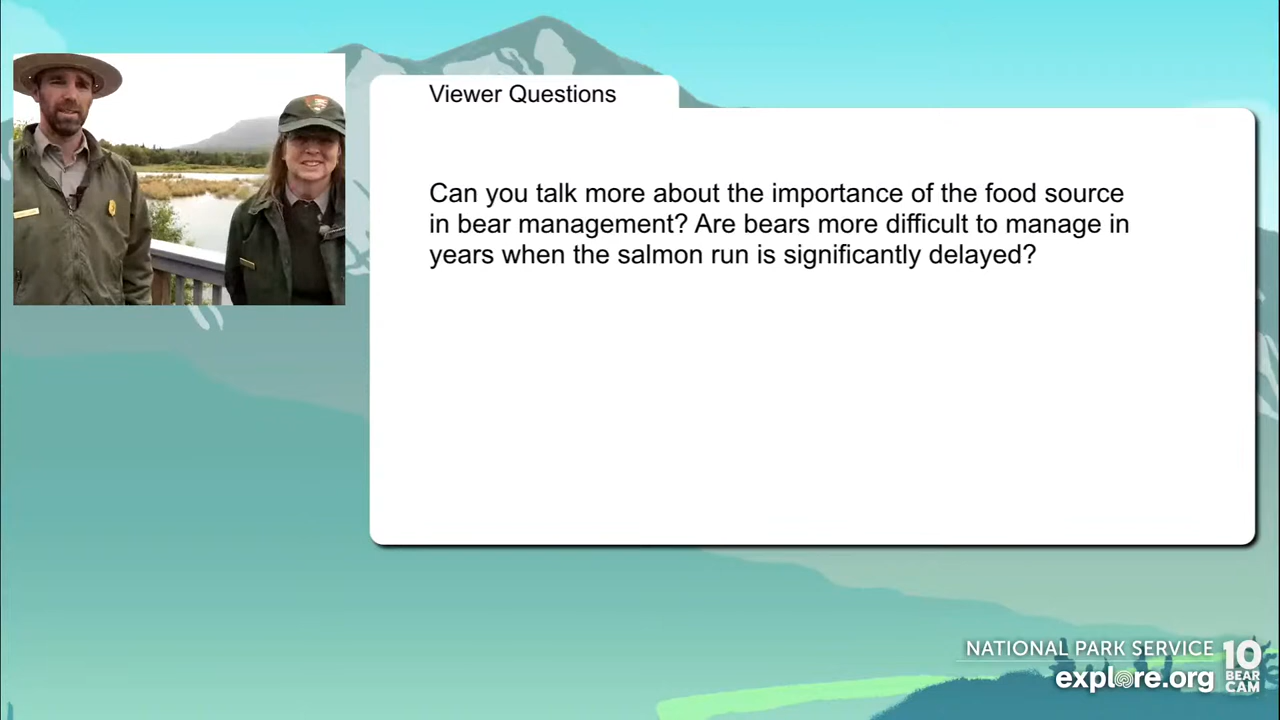 Viewer Questions
Can you talk more about the importance of the food source
in bear management? Are bears more difficult to manage in
years when the salmon run is significantly delayed?
NATIONAL PARK SERVICE
explore.org
10
BEAR
CAM